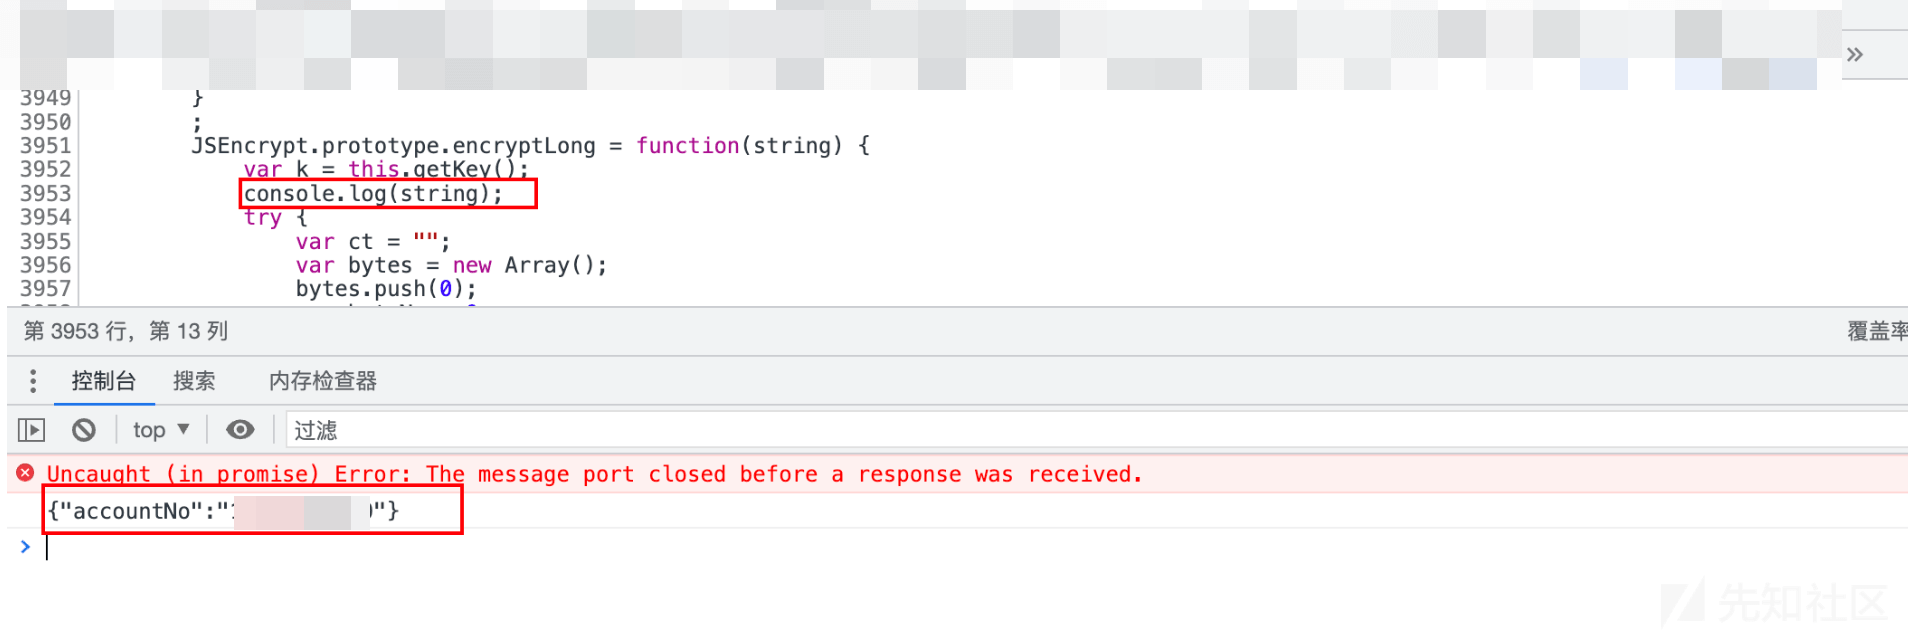 »
3949 }
3950 ;
3951 JSEncrypt.prototype.encryptLong = function(string) {
3952 var k = this.getKey();
3953 console.log(string);
3954 try {
3955 var ct = "";
3956 var bytes = new Array();
3957 bytes.push(0);
第 3953 行，第 13 列
覆盖率
控制台 搜索 内存检查器
top ▼ 过滤
Uncaught (in promise) Error: The message port closed before a response was received.
{"accountNo":" "}
>
先知社区